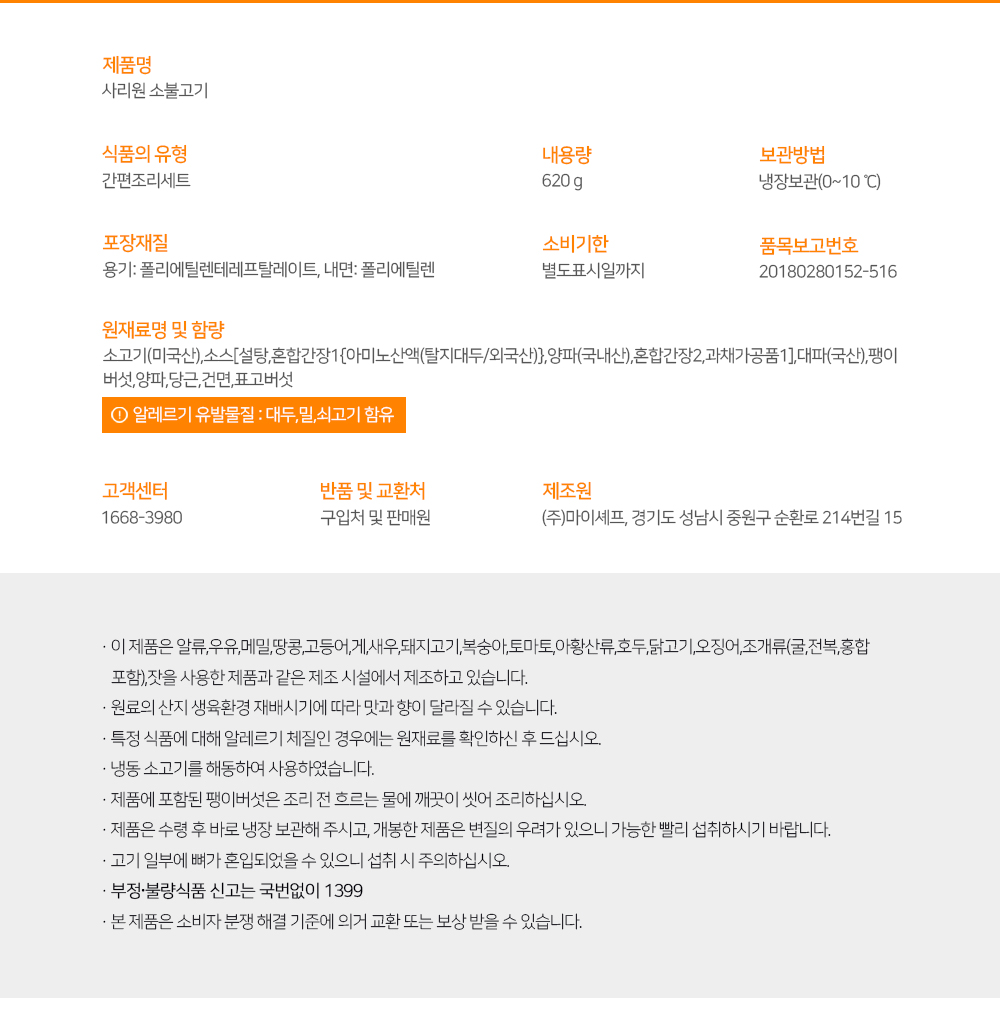 제품명
사리원 소불고기
식품의 유형
간편조리세트
내용량
620 g
보관방법
냉장보관(0~10 ℃)
포장재질
용기: 폴리에틸렌테레프탈레이트, 내면: 폴리에틸렌
소비기한
별도표시일까지
품목보고번호
20180280152-516
원재료명 및 함량
소고기(미국산),소스[설탕,혼합간장1{아미노산액(탈지대두/외국산)},양파(국내산),혼합간장2,과채가공품1],대파(국산),팽이
버섯,양파,당근,건면,표고버섯
알레르기 유발물질 : 대두,밀,쇠고기 함유
고객센터
1668-3980
반품 및 교환처
구입처 및 판매원
제조원
(주)마이셰프, 경기도 성남시 중원구 순환로 214번길 15
· 이 제품은 알류,우유,메밀,땅콩,고등어,게,새우,돼지고기,복숭아,토마토,아황산류,호두,닭고기,오징어,조개류(굴,전복,홍합
포함),잣을 사용한 제품과 같은 제조 시설에서 제조하고 있습니다.
· 원료의 산지 생육환경 재배시기에 따라 맛과 향이 달라질 수 있습니다.
· 특정 식품에 대해 알레르기 체질인 경우에는 원재료를 확인하신 후 드십시오.
· 냉동 소고기를 해동하여 사용하였습니다.
· 제품에 포함된 팽이버섯은 조리 전 흐르는 물에 깨끗이 씻어 조리하십시오.
· 제품은 수령 후 바로 냉장 보관해 주시고, 개봉한 제품은 변질의 우려가 있으니 가능한 빨리 섭취하시기 바랍니다.
· 고기 일부에 뼈가 혼입되었을 수 있으니 섭취 시 주의하십시오.
· 부정·불량식품 신고는 국번없이 1399
· 본 제품은 소비자 분쟁 해결 기준에 의거 교환 또는 보상 받을 수 있습니다.